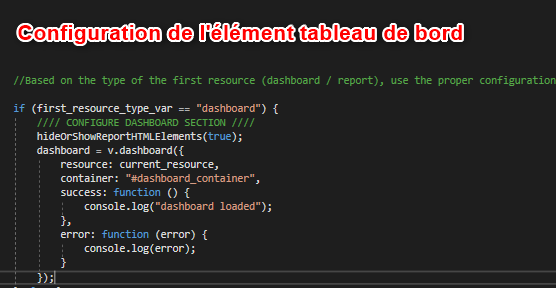 Configuration de l'élément tableau de bord
//Based on the type of the first resource (dashboard / report), use the proper configuration
if (first_resource_type_var == "dashboard") {
//// CONFIGURE DASHBOARD SECTION ////
hideOrShowReportHTMLElements(true);
dashboard = v.dashboard({
resource: current_resource,
container: "#dashboard_container",
success: function () {
console.log("dashboard loaded");
},
error: function (error) {
console.log(error);
}
});